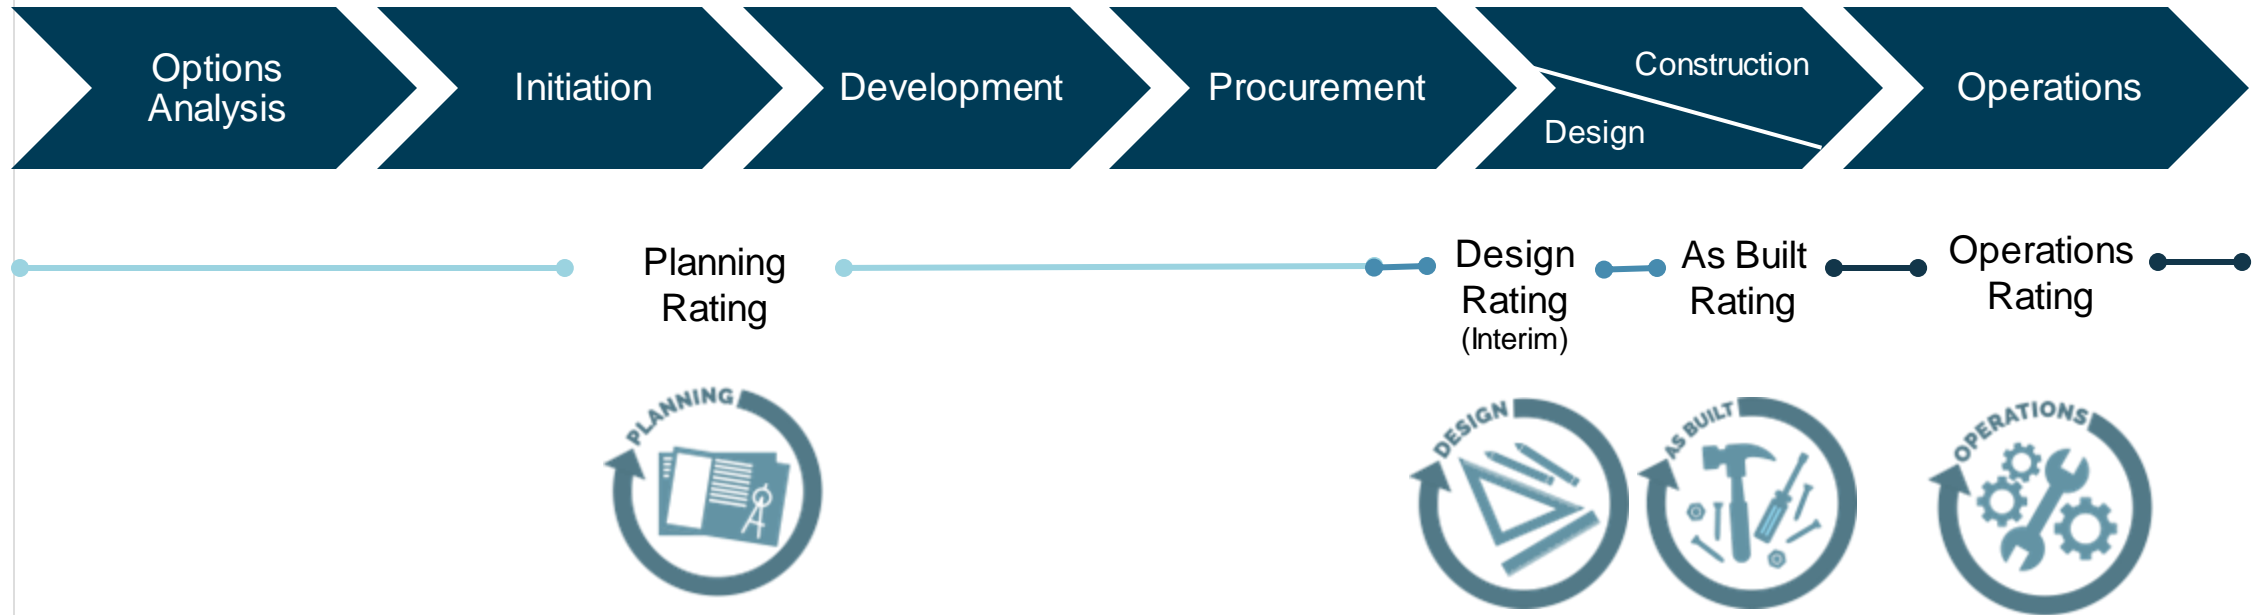 Options
Analysis
Initiation
Development
Procurement
Construction
Design
Operations
Planning
Rating
Design
Rating
(Interim)
As Built
Rating
Operations
Rating
PLANNING
DESIGN
AS BUILT
OPERATIONS